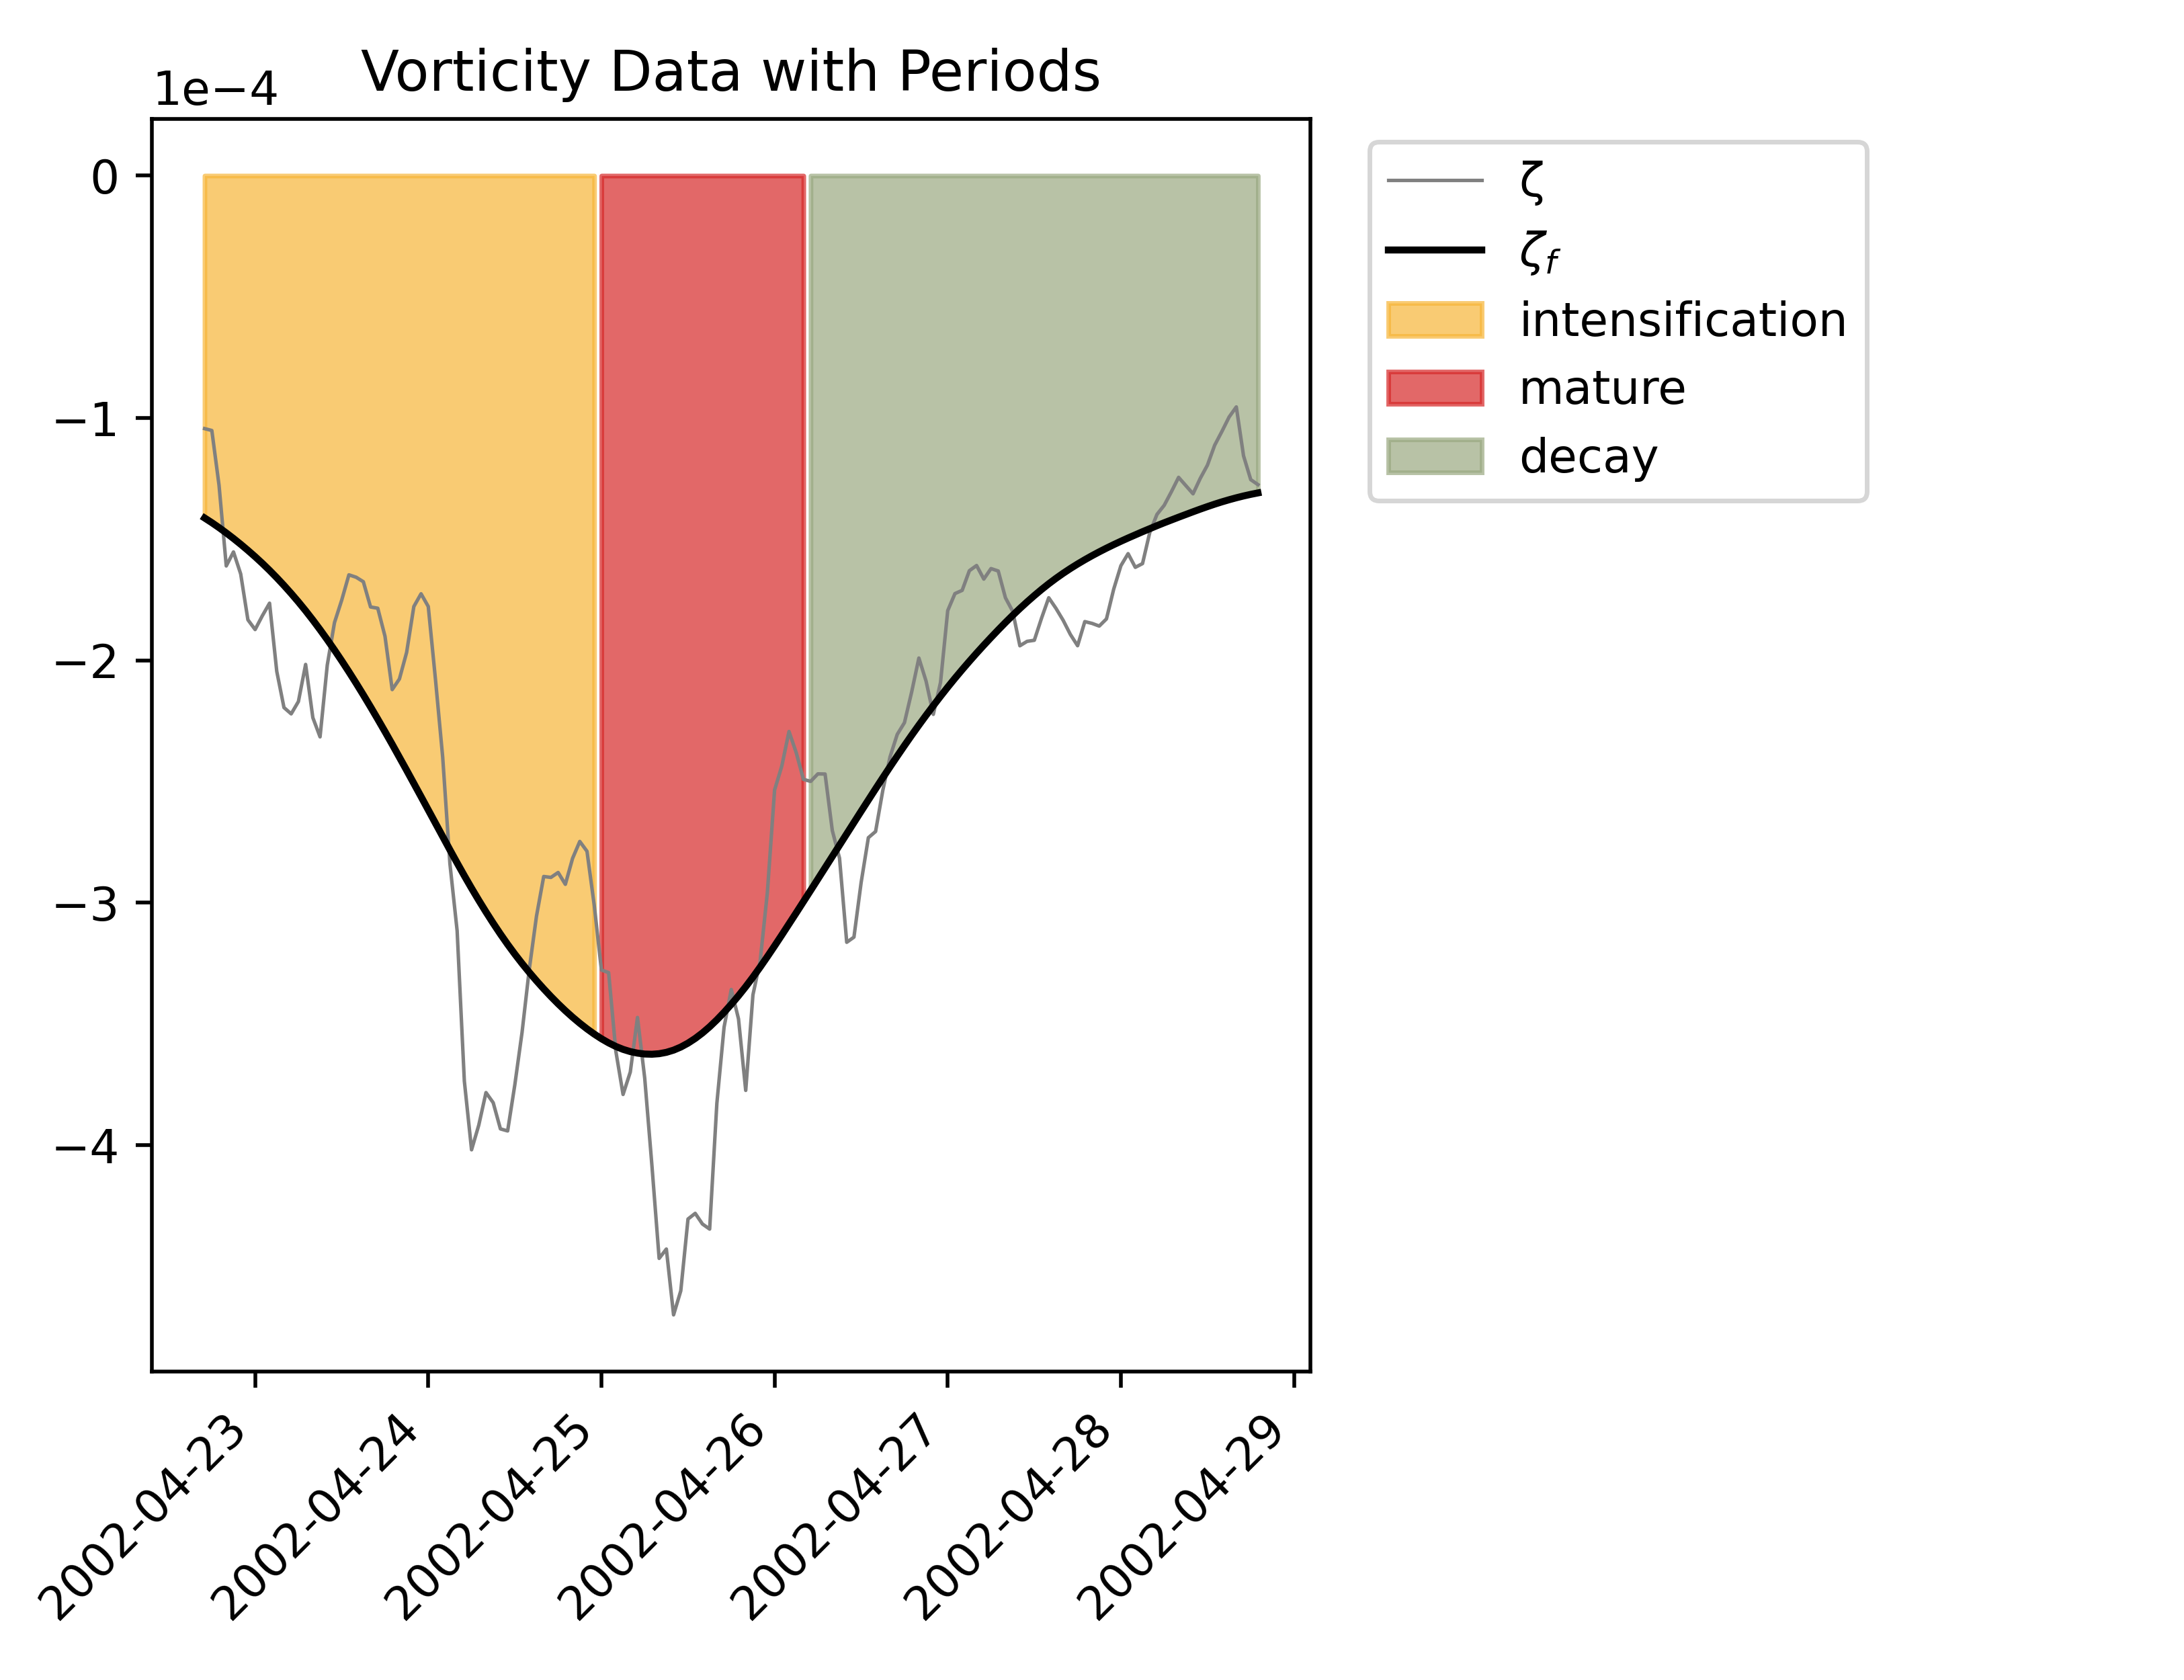 Vorticity Data with Periods
1e−4
0
−1
−2
−3
−4
2002-04-23
2002-04-24
2002-04-25
2002-04-26
2002-04-27
2002-04-28
2002-04-29
ζ
ζf
intensification
mature
decay